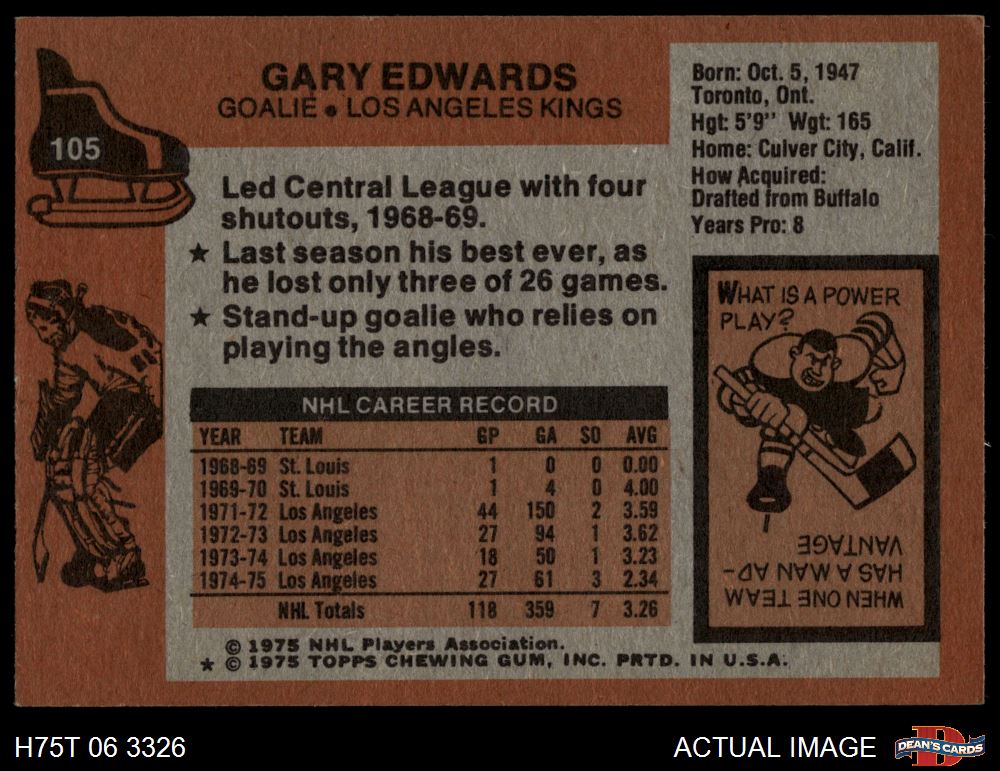 GARY EDWARDS
GOALIE • LOS ANGELES KINGS
105
Led Central League with four
shutouts, 1968-69.
★ Last season his best ever, as
he lost only three of 26 games.
★ Stand-up goalie who relies on
playing the angles.
NHL CAREER RECORD
YEAR TEAM GP GA SO AVG
1968-69 St. Louis 1 0 0 0.00
1969-70 St. Louis 1 4 0 4.00
1971-72 Los Angeles 44 150 2 3.59
1972-73 Los Angeles 27 94 1 3.62
1973-74 Los Angeles 18 50 1 3.23
1974-75 Los Angeles 27 61 3 2.34
NHL Totals 118 359 7 3.26
© 1975 NHL Players Association.
★ © 1975 TOPPS CHEWING GUM, INC. PRTD. IN U.S.A.
Born: Oct. 5, 1947
Toronto, Ont.
Hgt: 5'9" Wgt: 165
Home: Culver City, Calif.
How Acquired:
Drafted from Buffalo
Years Pro: 8
WHAT IS A POWER
PLAY?
WHEN ONE TEAM
HAS A MAN AD-
VANTAGE
H75T 06 3326
ACTUAL IMAGE
D
DEAN'S CARDS